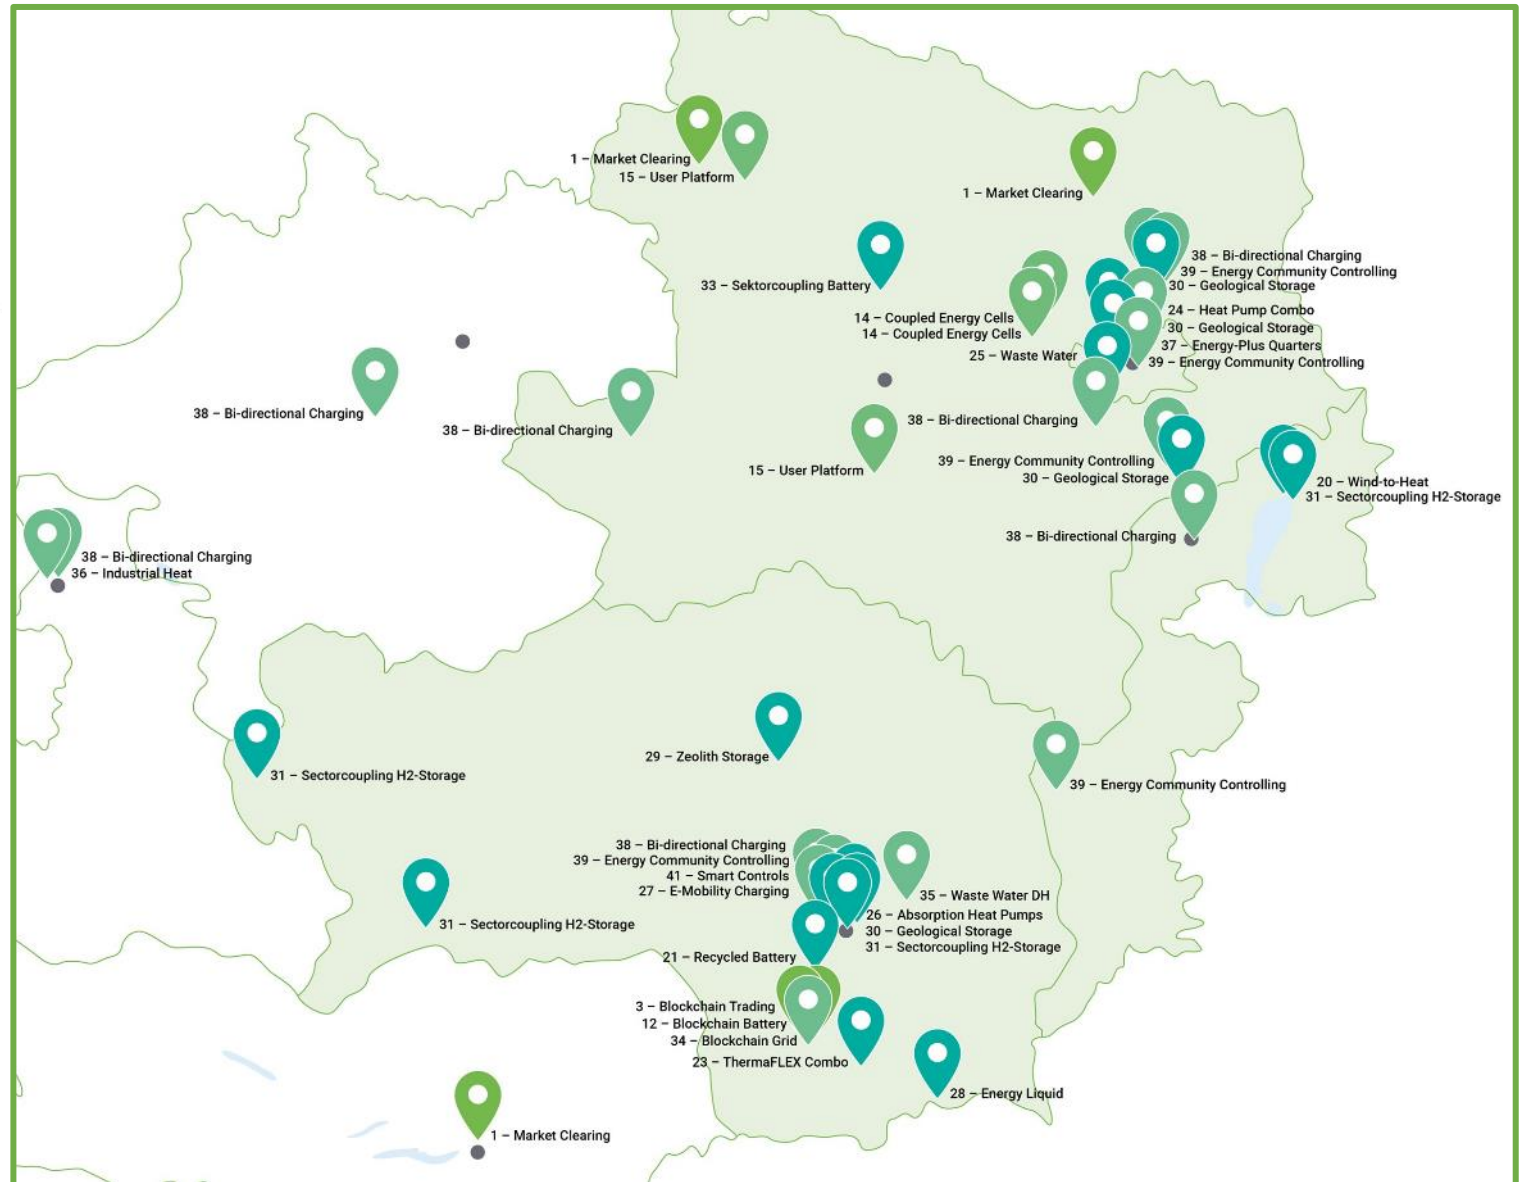 1 – Market Clearing
15 – User Platform
1 – Market Clearing
33 – Sektorcoupling Battery
38 – Bi-directional Charging
39 – Energy Community Controlling
30 – Geological Storage
24 – Heat Pump Combo
30 – Geological Storage
37 – Energy-Plus Quarters
39 – Energy Community Controlling
14 – Coupled Energy Cells
14 – Coupled Energy Cells
25 – Waste Water
38 – Bi-directional Charging
38 – Bi-directional Charging
38 – Bi-directional Charging
15 – User Platform
39 – Energy Community Controlling
30 – Geological Storage
20 – Wind-to-Heat
31 – Sectorcoupling H2-Storage
38 – Bi-directional Charging
38 – Bi-directional Charging
36 – Industrial Heat
31 – Sectorcoupling H2-Storage
29 – Zeolith Storage
39 – Energy Community Controlling
38 – Bi-directional Charging
39 – Energy Community Controlling
41 – Smart Controls
27 – E-Mobility Charging
35 – Waste Water DH
26 – Absorption Heat Pumps
30 – Geological Storage
31 – Sectorcoupling H2-Storage
31 – Sectorcoupling H2-Storage
21 – Recycled Battery
3 – Blockchain Trading
12 – Blockchain Battery
34 – Blockchain Grid
23 – ThermaFLEX Combo
28 – Energy Liquid
1 – Market Clearing